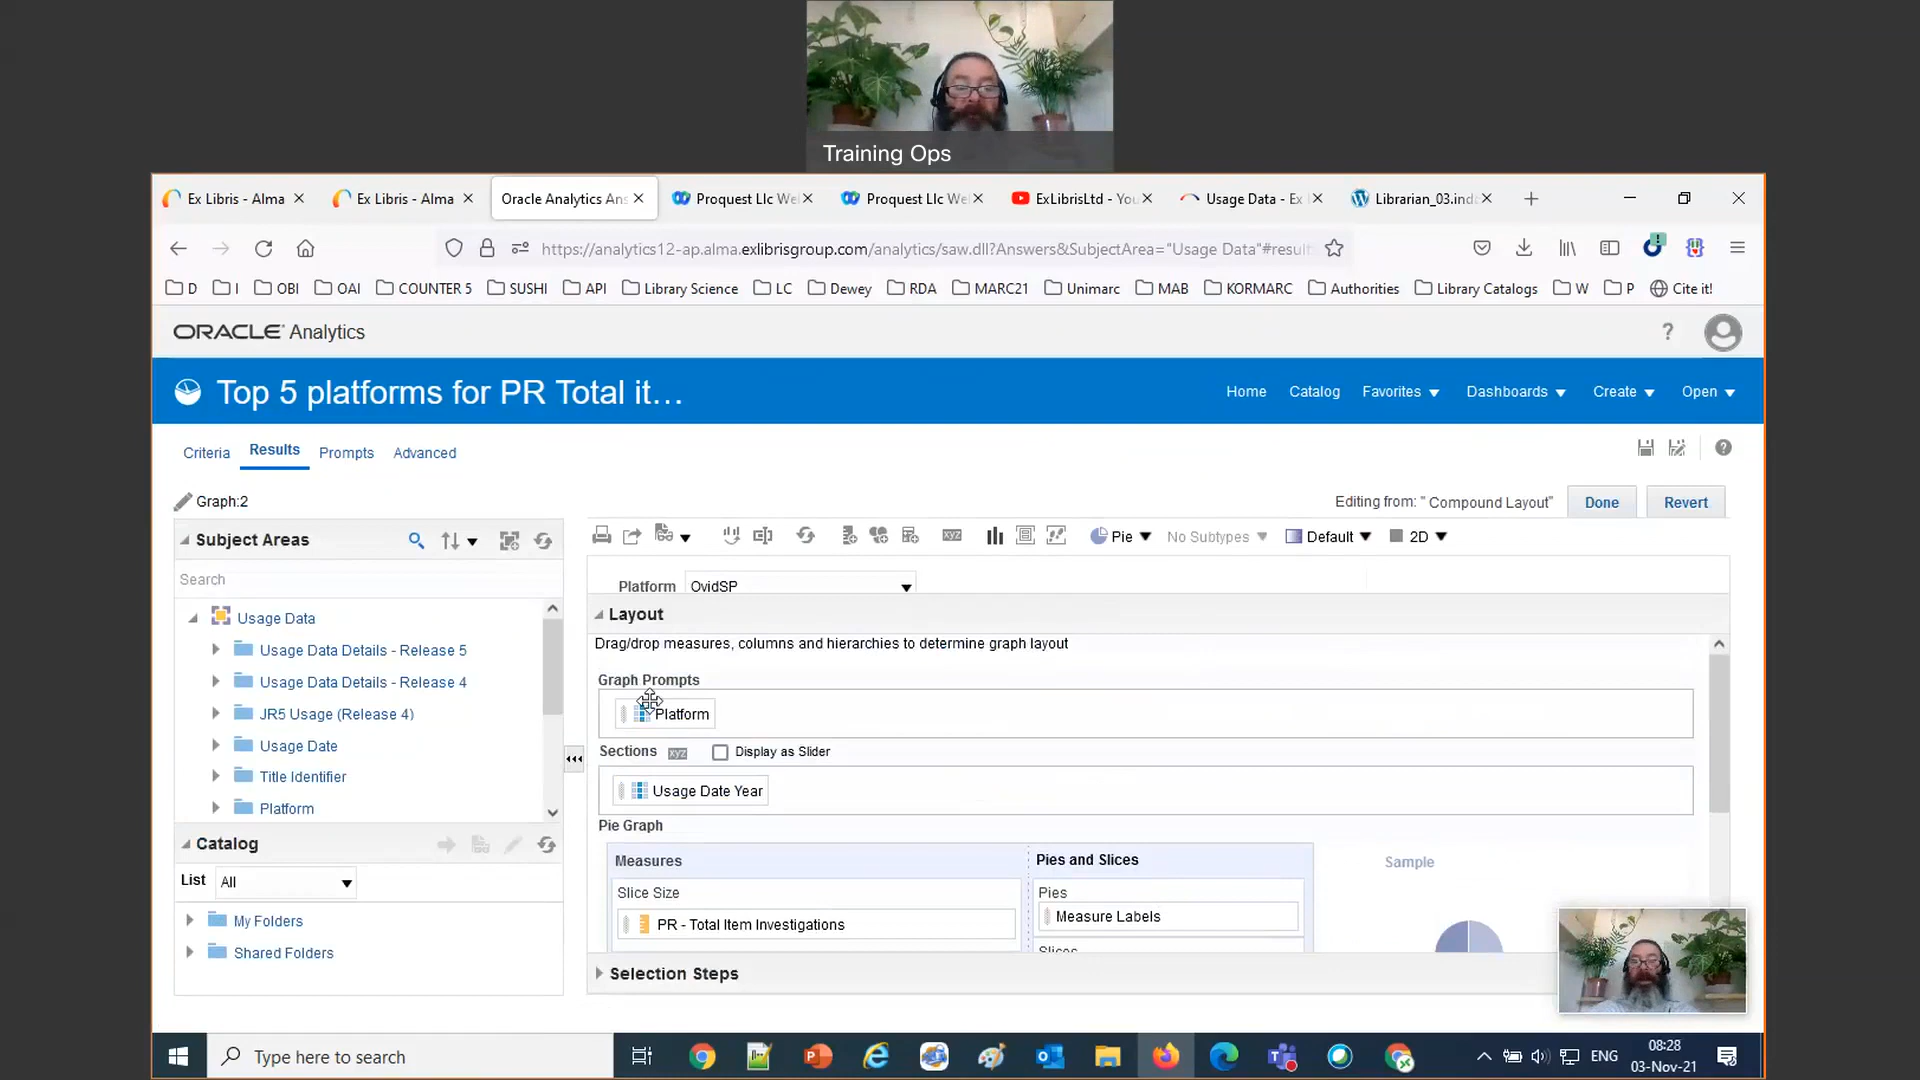 Training Ops
Ex Libris - Alma
Ex Libris - Alma
Oracle Analytics Ans
Proquest Llc We
Proquest Llc We
ExLibrisLtd - You
Usage Data - Ex
Librarian_03.ind
https://analytics12-ap.alma.exlibrisgroup.com/analytics/saw.dll?Answers&SubjectArea="Usage Data"#result
D
I
OBI
OAI
COUNTER 5
SUSHI
API
Library Science
LC
Dewey
RDA
MARC21
Unimarc
MAB
KORMARC
Authorities
Library Catalogs
W
P
Cite it!
ORACLE Analytics
?
Top 5 platforms for PR Total it...
Home
Catalog
Favorites
Dashboards
Create
Open
Criteria
Results
Prompts
Advanced
Graph:2
Editing from: " Compound Layout"
Done
Revert
Subject Areas
xyz
Pie
No Subtypes
Default
2D
Search
Platform
OvidSP
Usage Data
Usage Data Details - Release 5
Usage Data Details - Release 4
JR5 Usage (Release 4)
Usage Date
Title Identifier
Platform
Layout
Drag/drop measures, columns and hierarchies to determine graph layout
Graph Prompts
Platform
Sections
xyz
Display as Slider
Usage Date Year
Pie Graph
Measures
Pies and Slices
Sample
Slice Size
Pies
PR - Total Item Investigations
Measure Labels
Slices
Selection Steps
Catalog
List
All
My Folders
Shared Folders
Type here to search
ENG
08:28
03-Nov-21